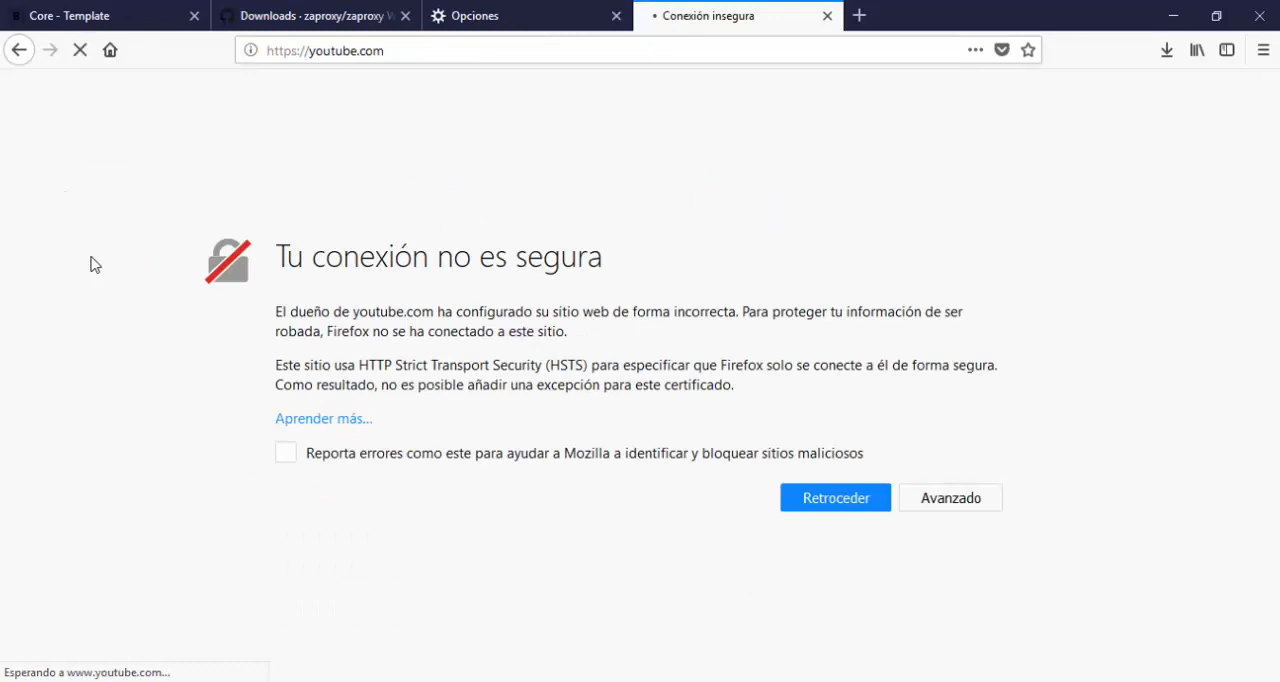 Core - Template
Downloads · zaproxy/zaproxy W
Opciones
• Conexión insegura
https://youtube.com
Tu conexión no es segura
El dueño de youtube.com ha configurado su sitio web de forma incorrecta. Para proteger tu información de ser
robada, Firefox no se ha conectado a este sitio.
Este sitio usa HTTP Strict Transport Security (HSTS) para especificar que Firefox solo se conecte a él de forma segura.
Como resultado, no es posible añadir una excepción para este certificado.
Aprender más...
Reporta errores como este para ayudar a Mozilla a identificar y bloquear sitios maliciosos
Retroceder
Avanzado
Esperando a www.youtube.com...